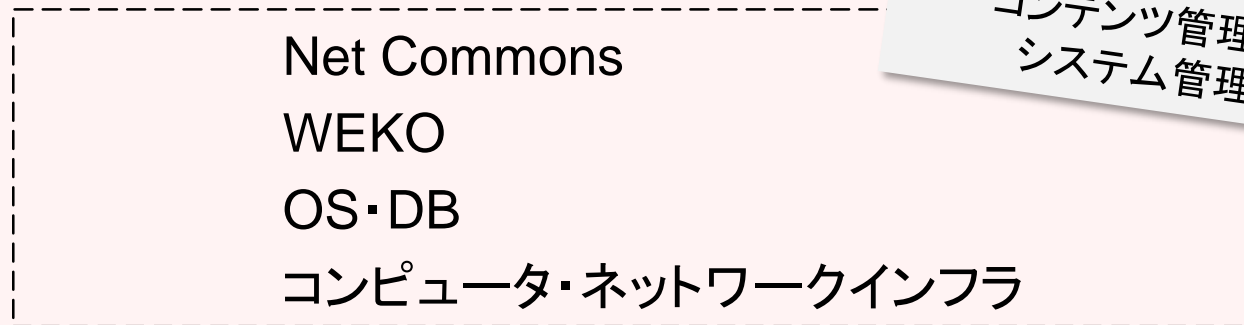 コンテンツ管理
システム管理
Net Commons
WEKO
OS・DB
コンピュータ・ネットワークインフラ